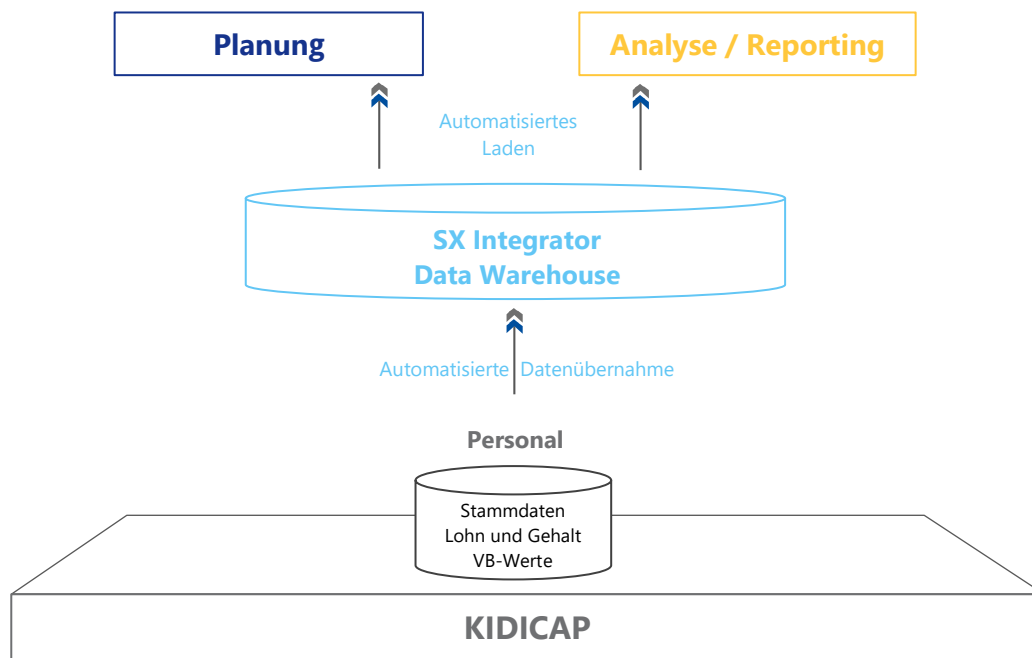 Planung
Analyse / Reporting
Automatisiertes
Laden
SX Integrator
Data Warehouse
Automatisierte Datenübernahme
Personal
Stammdaten
Lohn und Gehalt
VB-Werte
KIDICAP